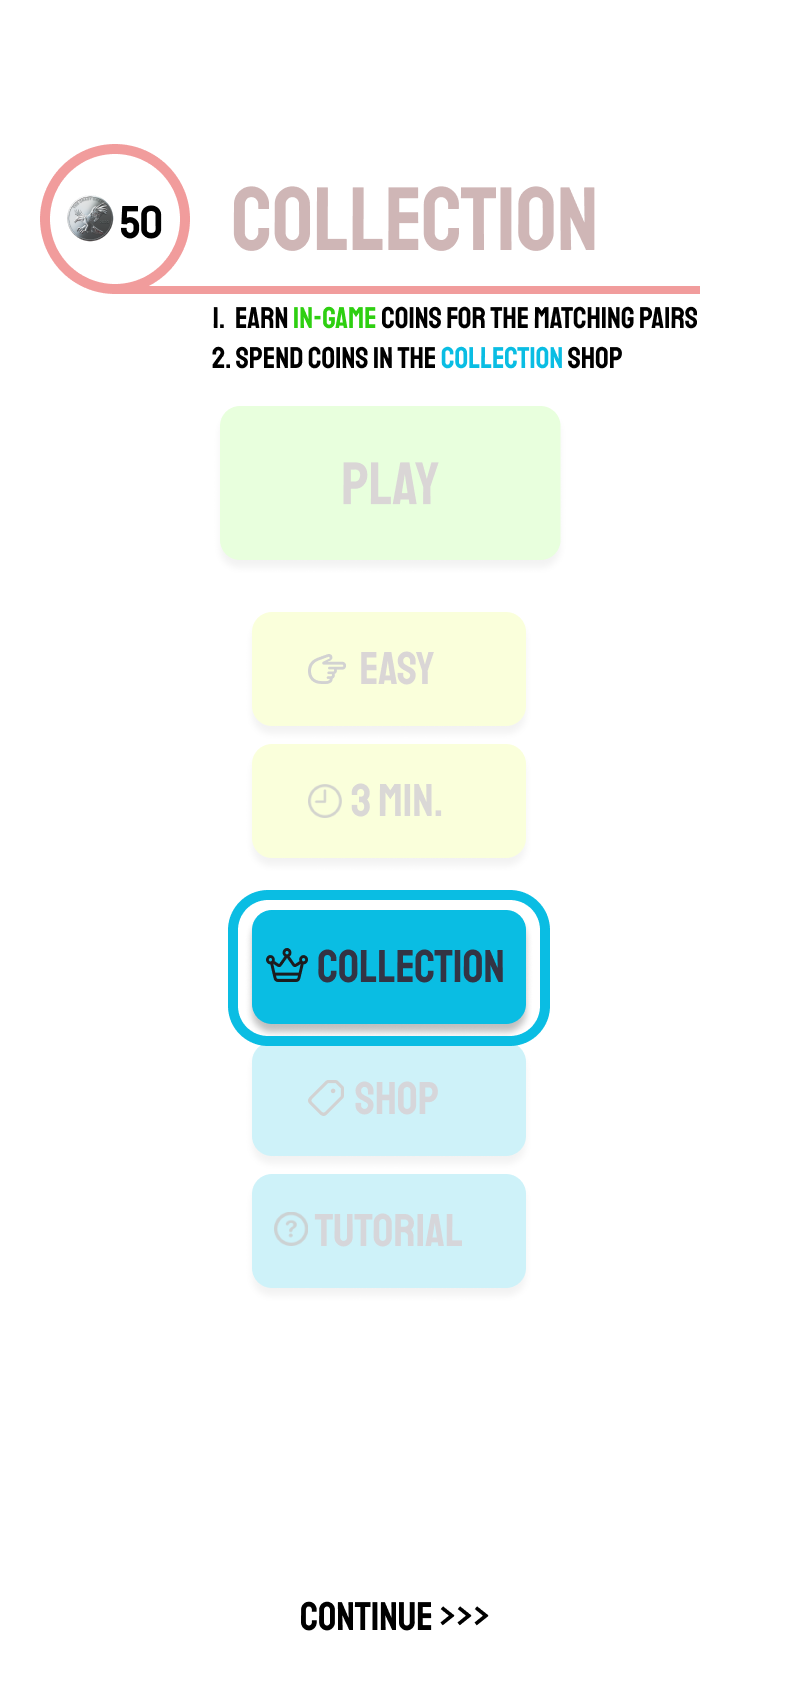 50
COLLECTION
1. EARN IN-GAME COINS FOR THE MATCHING PAIRS
2. SPEND COINS IN THE COLLECTION SHOP
PLAY
EASY
3 MIN.
COLLECTION
SHOP
TUTORIAL
CONTINUE >>>